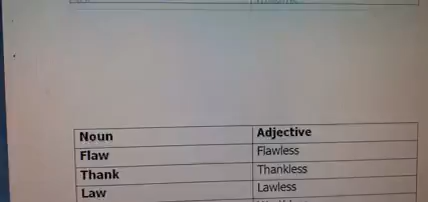 Noun Adjective
Flaw Flawless
Thank Thankless
Law Lawless